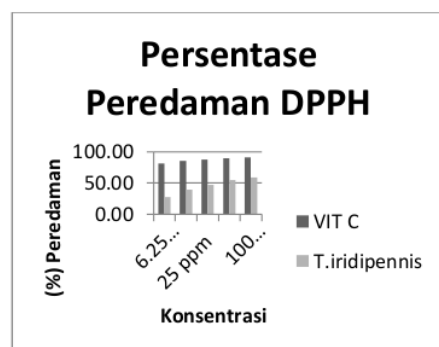 Persentase
Peredaman DPPH
(%) Peredaman
100.00
50.00
0.00
6.25...
25 ppm
100...
Konsentrasi
VIT C
T.iridipennis